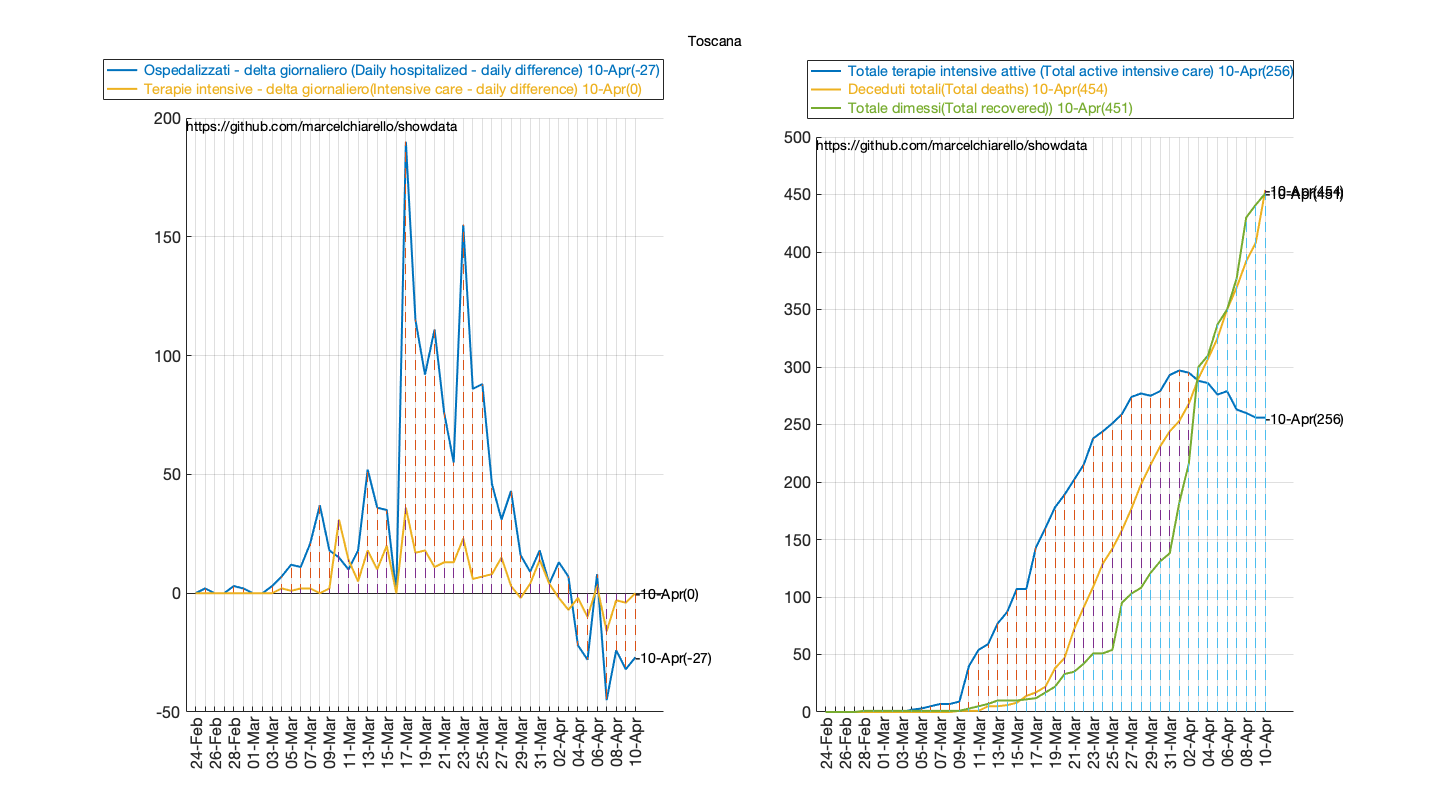 Toscana
Ospedalizzati - delta giornaliero (Daily hospitalized - daily difference) 10-Apr(-27)
Terapie intensive - delta giornaliero(Intensive care - daily difference) 10-Apr(0)
https://github.com/marcelchiarello/showdata
200
150
100
50
0
-50
10-Apr(0)
10-Apr(-27)
24-Feb
26-Feb
28-Feb
01-Mar
03-Mar
05-Mar
07-Mar
09-Mar
11-Mar
13-Mar
15-Mar
17-Mar
19-Mar
21-Mar
23-Mar
25-Mar
27-Mar
29-Mar
31-Mar
02-Apr
04-Apr
06-Apr
08-Apr
10-Apr
Totale terapie intensive attive (Total active intensive care) 10-Apr(256)
Deceduti totali(Total deaths) 10-Apr(454)
Totale dimessi(Total recovered)) 10-Apr(451)
https://github.com/marcelchiarello/showdata
500
450
400
350
300
250
200
150
100
50
0
10-Apr(454)
10-Apr(451)
10-Apr(256)
24-Feb
26-Feb
28-Feb
01-Mar
03-Mar
05-Mar
07-Mar
09-Mar
11-Mar
13-Mar
15-Mar
17-Mar
19-Mar
21-Mar
23-Mar
25-Mar
27-Mar
29-Mar
31-Mar
02-Apr
04-Apr
06-Apr
08-Apr
10-Apr